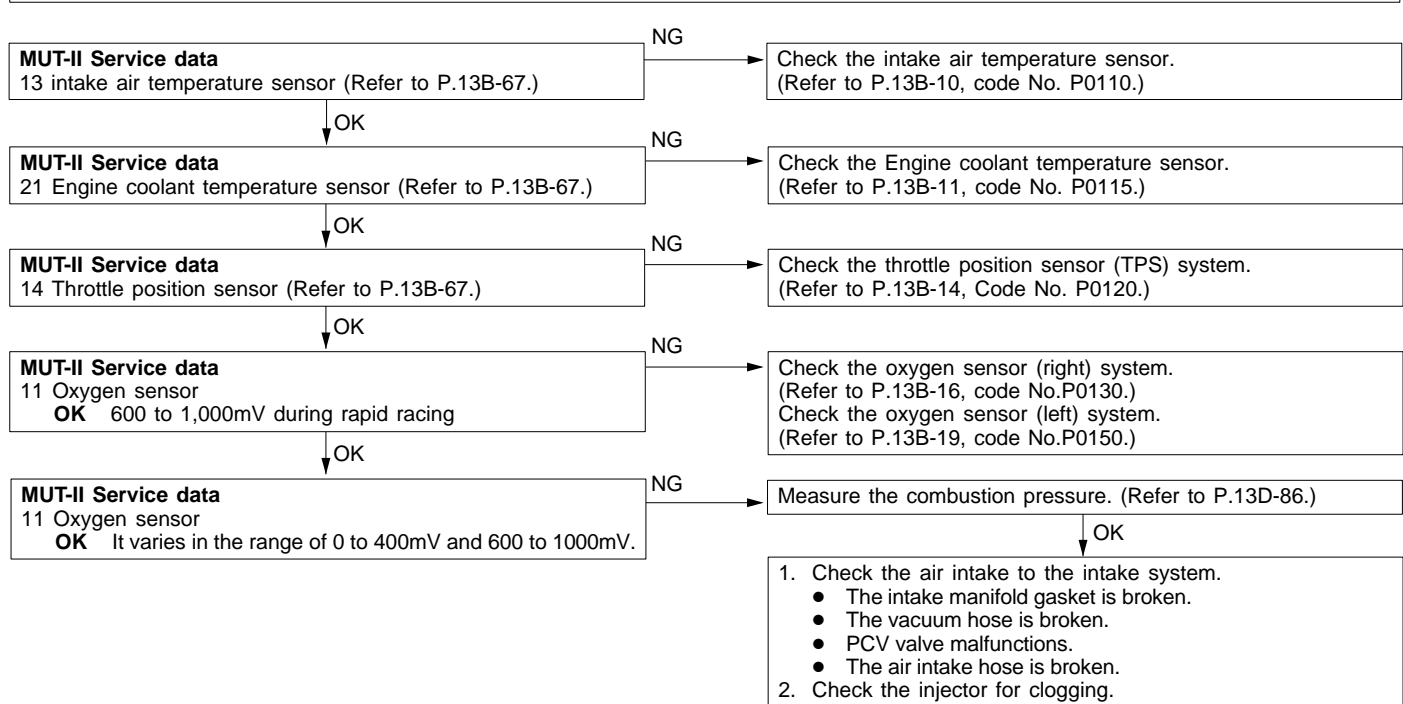 NG
MUT-II Service data
13 intake air temperature sensor (Refer to P.13B-67.)
Check the intake air temperature sensor.
(Refer to P.13B-10, code No. P0110.)
OK
NG
MUT-II Service data
21 Engine coolant temperature sensor (Refer to P.13B-67.)
Check the Engine coolant temperature sensor.
(Refer to P.13B-11, code No. P0115.)
OK
NG
MUT-II Service data
14 Throttle position sensor (Refer to P.13B-67.)
Check the throttle position sensor (TPS) system.
(Refer to P.13B-14, Code No. P0120.)
OK
NG
MUT-II Service data
11 Oxygen sensor
OK 600 to 1,000mV during rapid racing
Check the oxygen sensor (right) system.
(Refer to P.13B-16, code No.P0130.)
Check the oxygen sensor (left) system.
(Refer to P.13B-19, code No.P0150.)
OK
NG
MUT-II Service data
11 Oxygen sensor
OK It varies in the range of 0 to 400mV and 600 to 1000mV.
Measure the combustion pressure. (Refer to P.13D-86.)
OK
1. Check the air intake to the intake system.
● The intake manifold gasket is broken.
● The vacuum hose is broken.
● PCV valve malfunctions.
● The air intake hose is broken.
2. Check the injector for clogging.